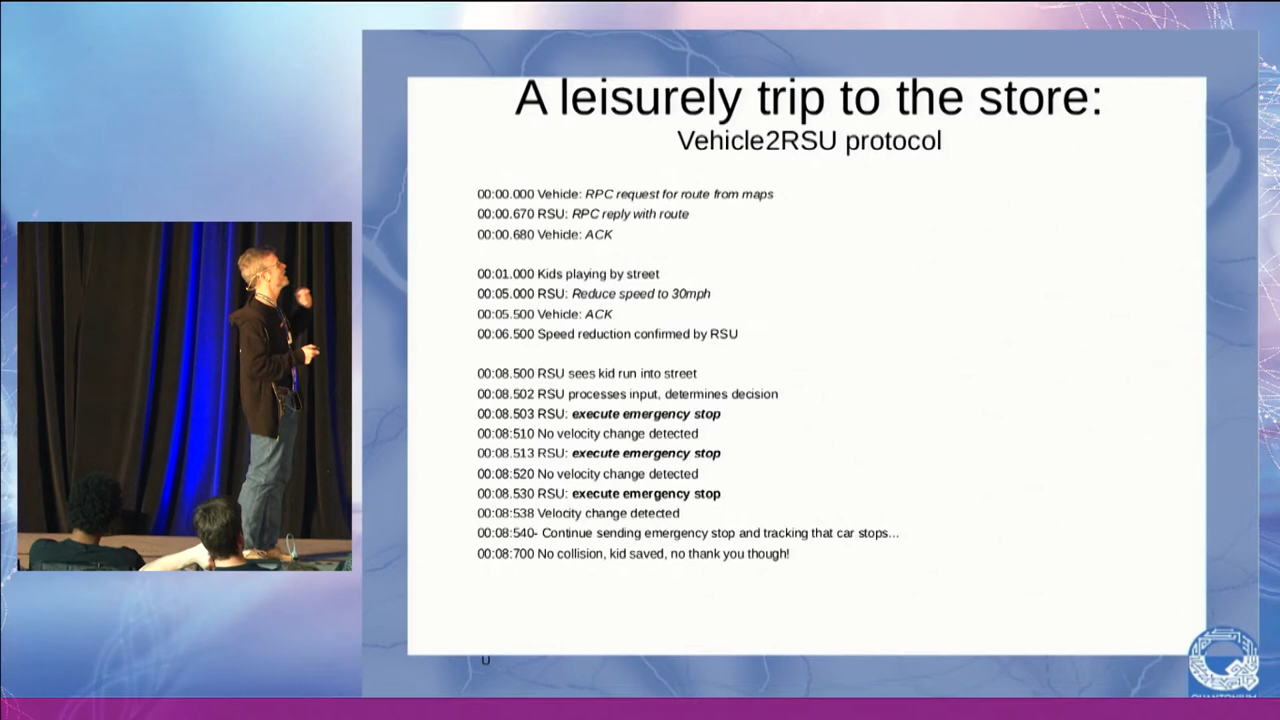 A leisurely trip to the store:
Vehicle2RSU protocol
00:00.000 Vehicle: RPC request for route from maps
00:00.670 RSU: RPC reply with route
00:00.680 Vehicle: ACK
00:01.000 Kids playing by street
00:05.000 RSU: Reduce speed to 30mph
00:05.500 Vehicle: ACK
00:06.500 Speed reduction confirmed by RSU
00:08.500 RSU sees kid run into street
00:08.502 RSU processes input, determines decision
00:08.503 RSU: execute emergency stop
00:08:510 No velocity change detected
00:08.513 RSU: execute emergency stop
00:08:520 No velocity change detected
00:08.530 RSU: execute emergency stop
00:08:538 Velocity change detected
00:08:540- Continue sending emergency stop and tracking that car stops...
00:08:700 No collision, kid saved, no thank you though!
U
QUANTONIUM